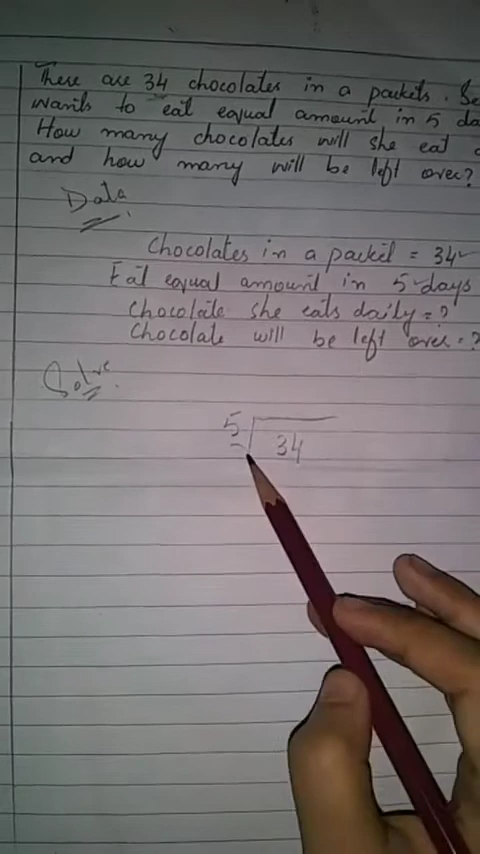 There are 34 chocolates in a packets.
wants to eat equal amount in 5
How many chocolates will she eat
and how many will be left over?
Data
Chocolates in a packet = 34
Eat equal amount in 5 days
Chocolate she eats daily = ?
Chocolate will be left over = ?
Solve
5 34